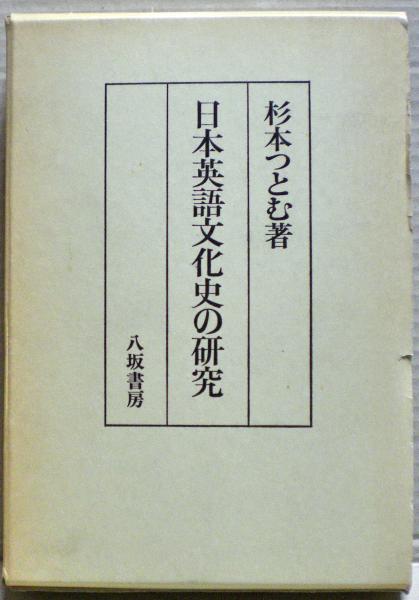 杉本つとむ著
日本英語文化史の研究
八坂書房